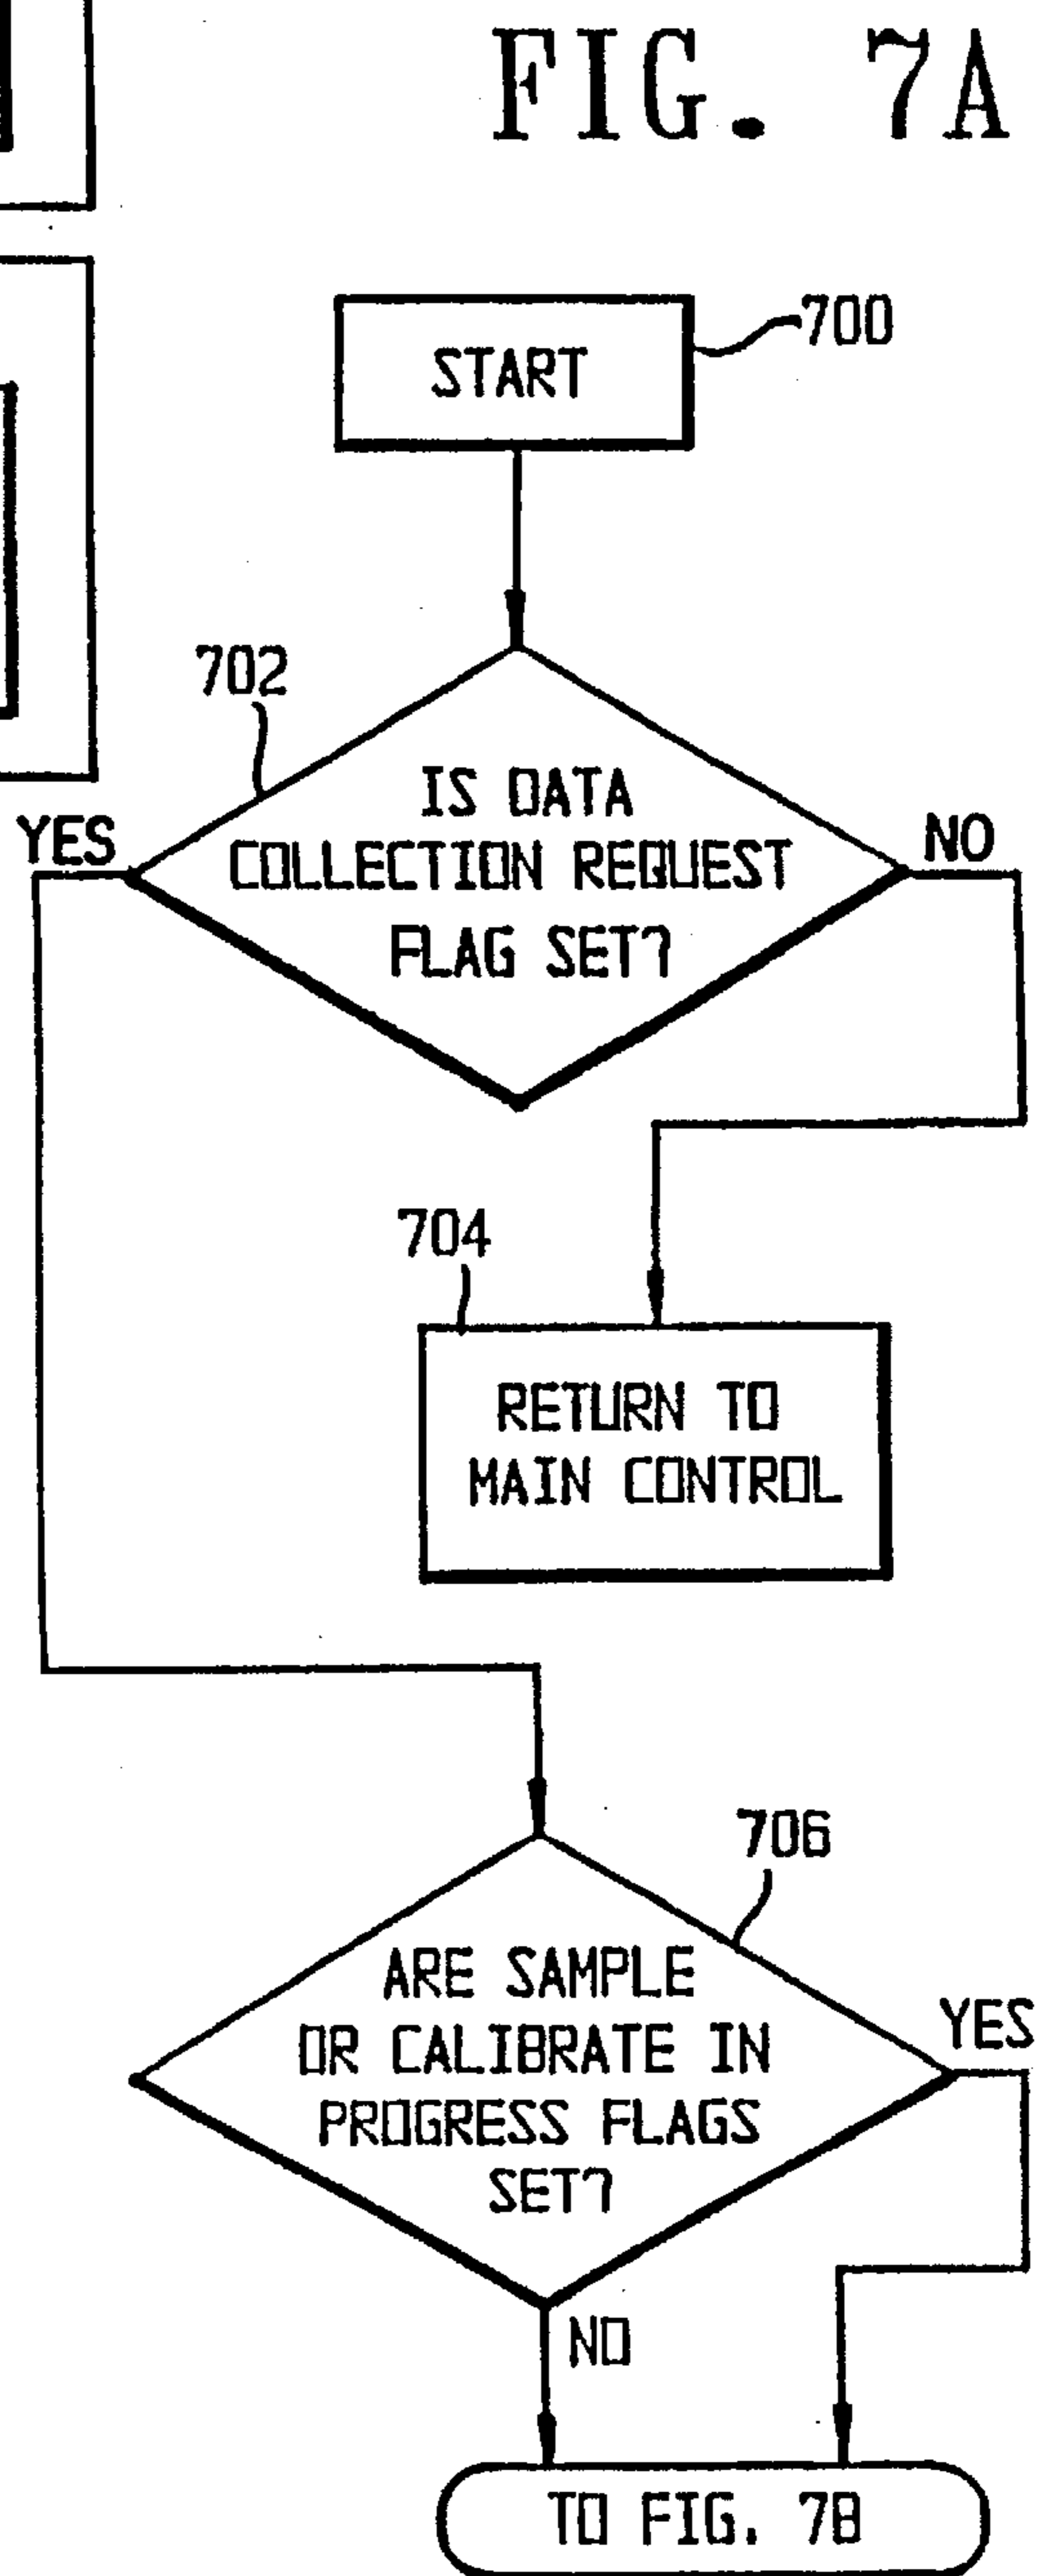 FIG. 7A
START
700
702
IS DATA
COLLECTION REQUEST
FLAG SET?
YES
NO
704
RETURN TO
MAIN CONTROL
706
ARE SAMPLE
OR CALIBRATE IN
PROGRESS FLAGS
SET?
YES
NO
TO FIG. 7B